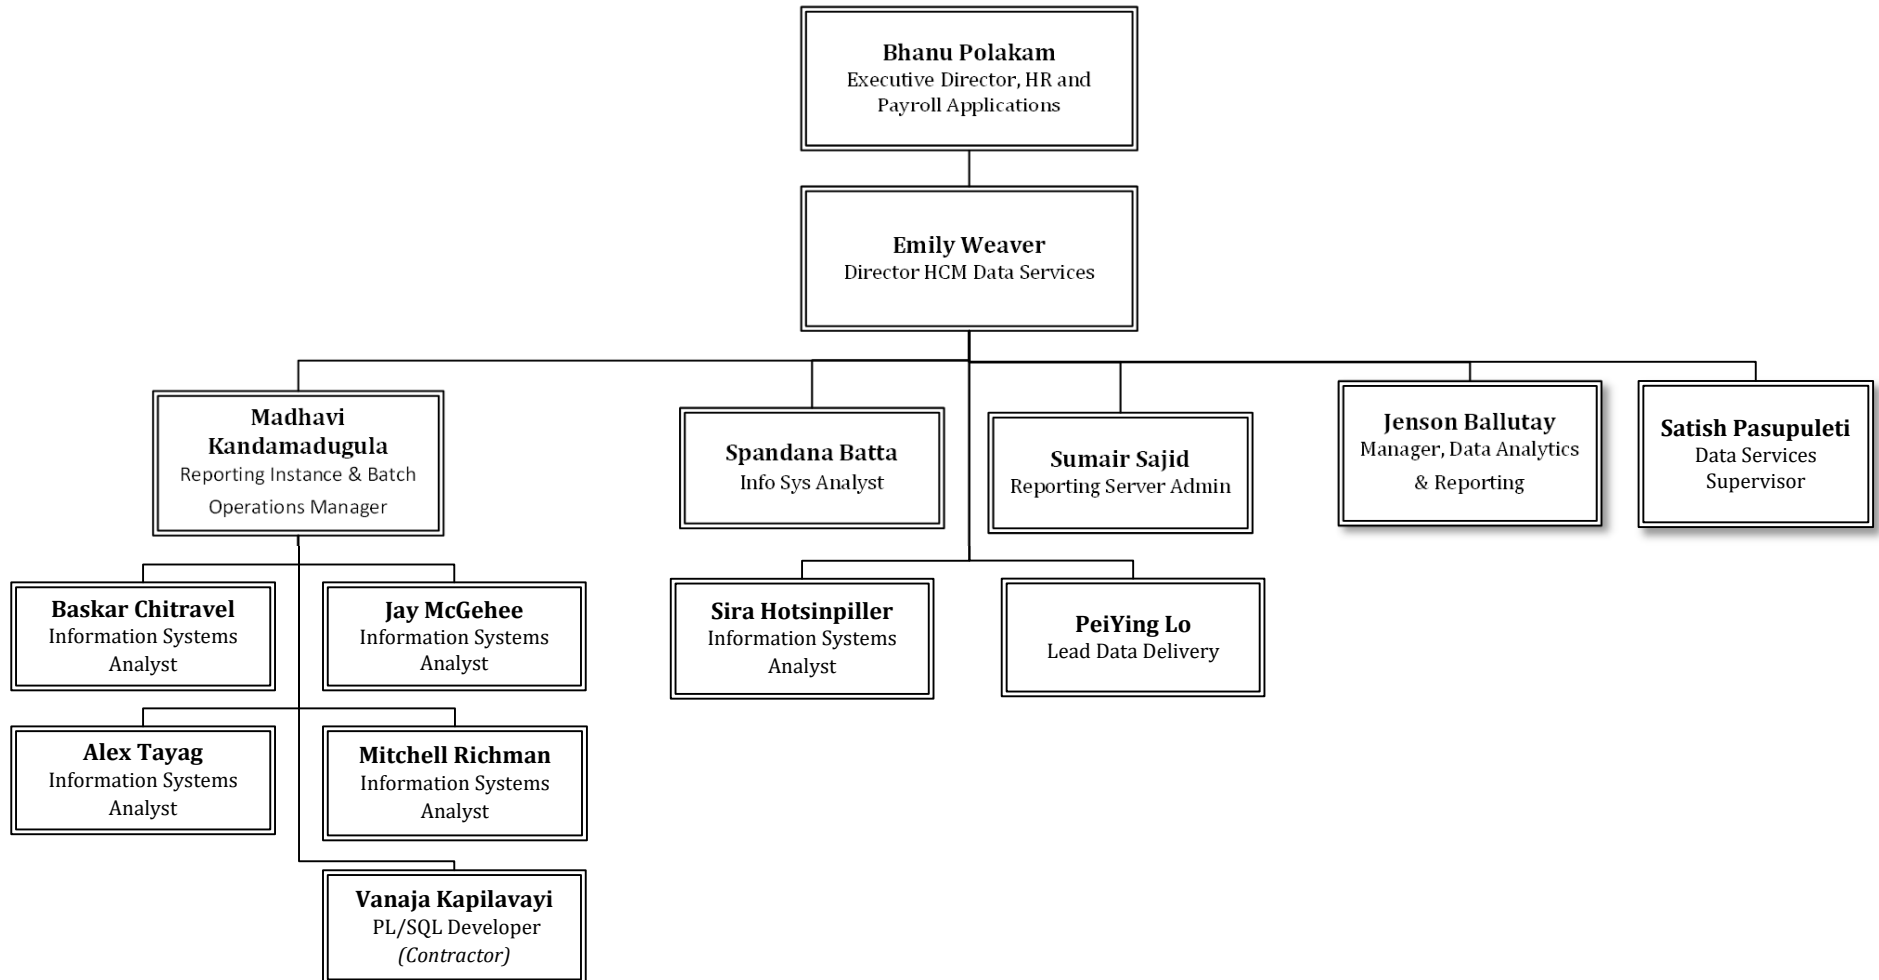 Bhanu Polakam
Executive Director, HR and
Payroll Applications
Emily Weaver
Director HCM Data Services
Madhavi
Kandamadugula
Reporting Instance & Batch
Operations Manager
Spandana Batta
Info Sys Analyst
Sumair Sajid
Reporting Server Admin
Jenson Ballutay
Manager, Data Analytics
& Reporting
Satish Pasupuleti
Data Services
Supervisor
Baskar Chitravel
Information Systems
Analyst
Jay McGehee
Information Systems
Analyst
Sira Hotsinpiller
Information Systems
Analyst
PeiYing Lo
Lead Data Delivery
Alex Tayag
Information Systems
Analyst
Mitchell Richman
Information Systems
Analyst
Vanaja Kapilavayi
PL/SQL Developer
(Contractor)